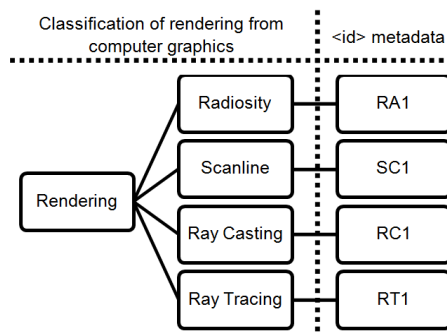 Classification of rendering from
computer graphics
<id> metadata
Radiosity
RA1
Scanline
SC1
Rendering
Ray Casting
RC1
Ray Tracing
RT1